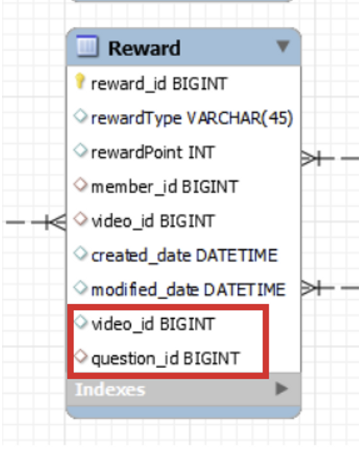 Reward
reward_id BIGINT
rewardType VARCHAR(45)
rewardPoint INT
member_id BIGINT
video_id BIGINT
created_date DATETIME
modified_date DATETIME
video_id BIGINT
question_id BIGINT
Indexes